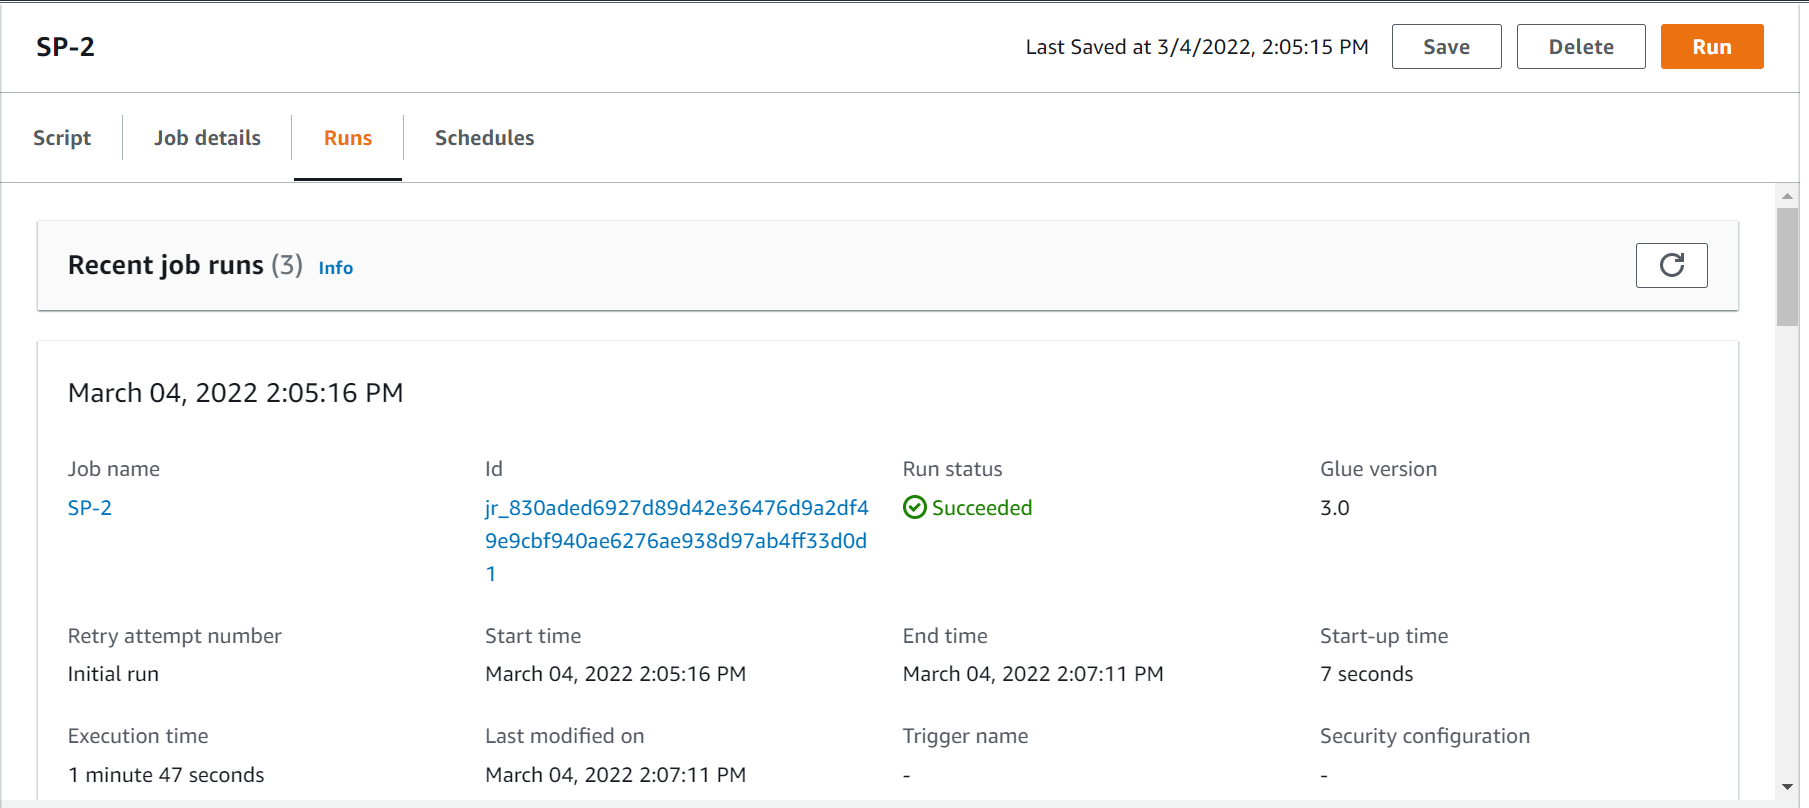 SP-2
Last Saved at 3/4/2022, 2:05:15 PM
Save
Delete
Run
Script
Job details
Runs
Schedules
Recent job runs (3) Info
March 04, 2022 2:05:16 PM
Job name
Id
Run status
Glue version
SP-2
jr_830aded6927d89d42e36476d9a2df4
9e9cbf940ae6276ae938d97ab4ff33d0d
1
Succeeded
3.0
Retry attempt number
Start time
End time
Start-up time
Initial run
March 04, 2022 2:05:16 PM
March 04, 2022 2:07:11 PM
7 seconds
Execution time
Last modified on
Trigger name
Security configuration
1 minute 47 seconds
March 04, 2022 2:07:11 PM
-
-